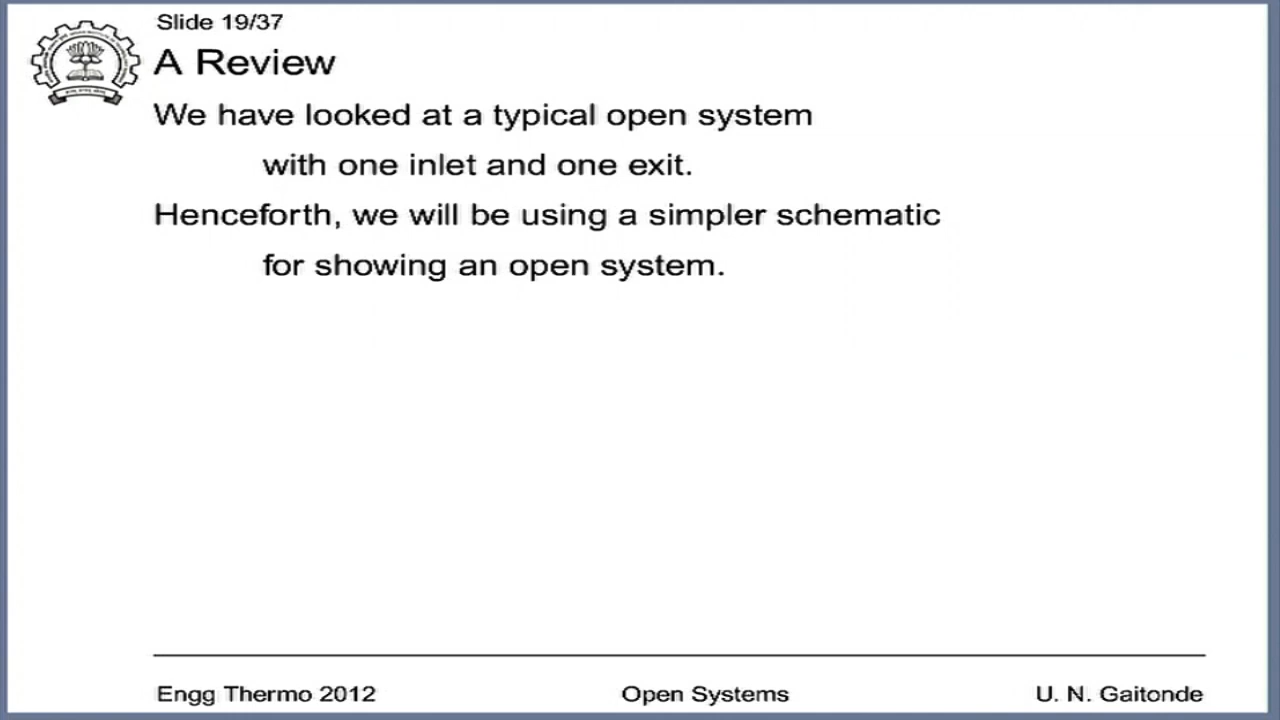 Slide 19/37
A Review
We have looked at a typical open system
with one inlet and one exit.
Henceforth, we will be using a simpler schematic
for showing an open system.
Engg Thermo 2012
Open Systems
U. N. Gaitonde